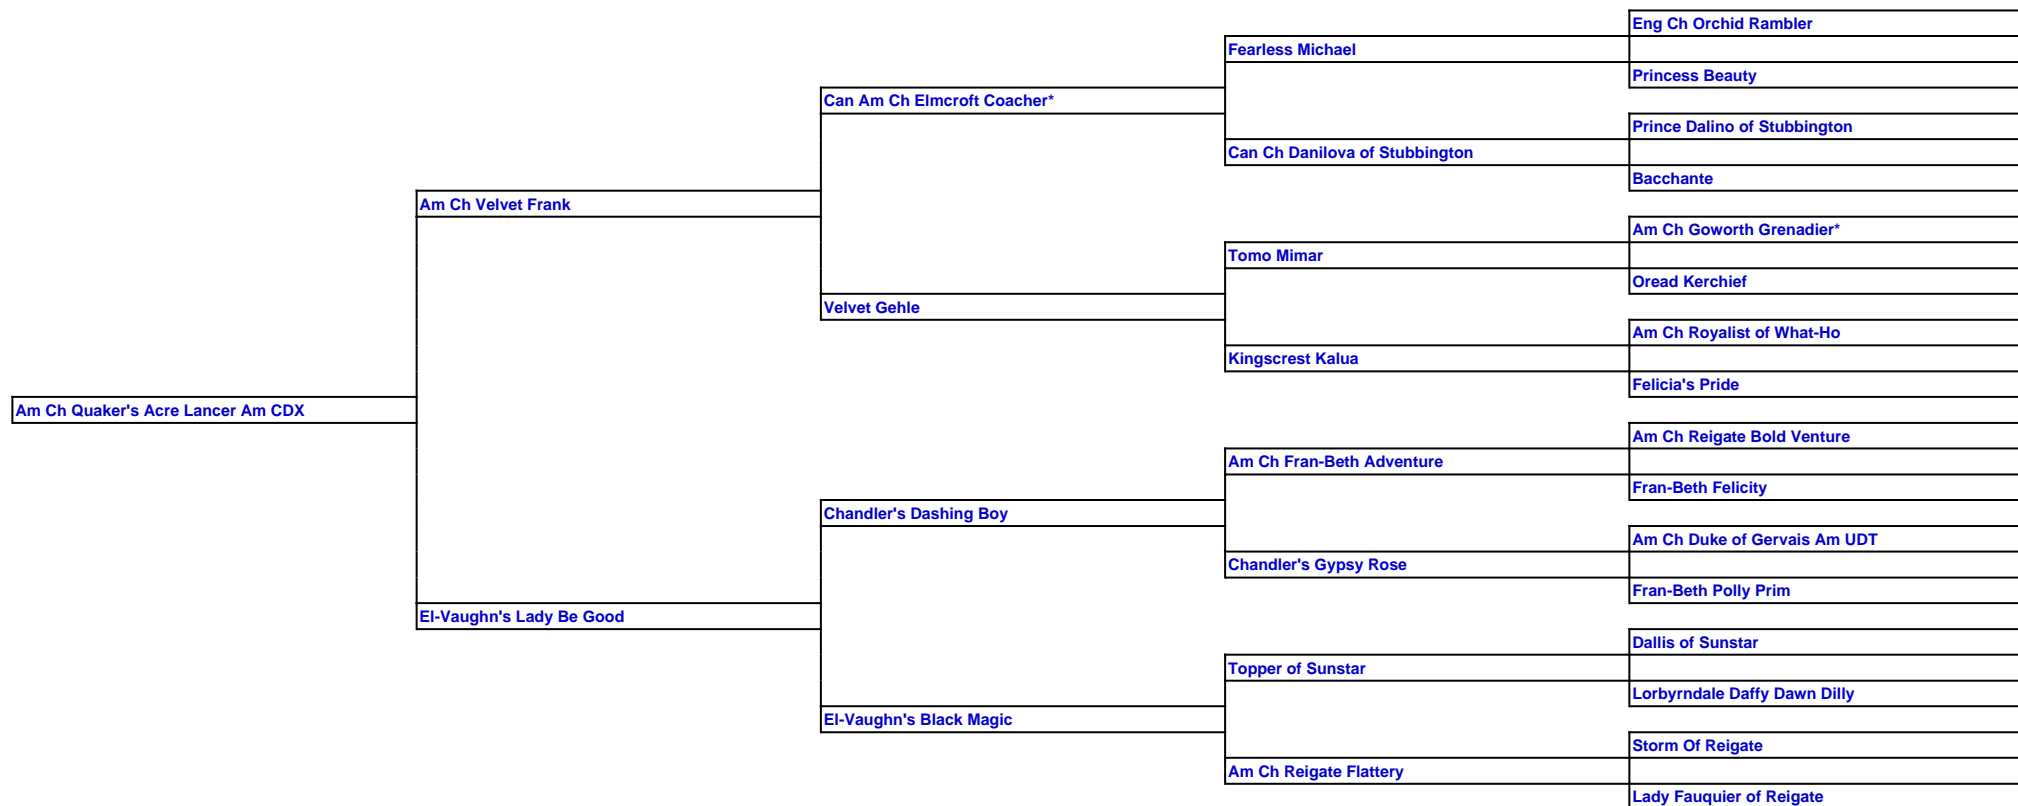 Eng Ch Orchid Rambler
Fearless Michael
Princess Beauty
Can Am Ch Elmcroft Coacher*
Prince Dalino of Stubbington
Can Ch Danilova of Stubbington
Bacchante
Am Ch Velvet Frank
Am Ch Goworth Grenadier*
Tomo Mimar
Oread Kerchief
Velvet Gehle
Am Ch Royalist of What-Ho
Kingscrest Kalua
Felicia's Pride
Am Ch Quaker's Acre Lancer Am CDX
Am Ch Reigate Bold Venture
Am Ch Fran-Beth Adventure
Fran-Beth Felicity
Chandler's Dashing Boy
Am Ch Duke of Gervais Am UDT
Chandler's Gypsy Rose
Fran-Beth Polly Prim
El-Vaughn's Lady Be Good
Dallis of Sunstar
Topper of Sunstar
Lorbyrndale Daffy Dawn Dilly
El-Vaughn's Black Magic
Storm Of Reigate
Am Ch Reigate Flattery
Lady Fauquier of Reigate